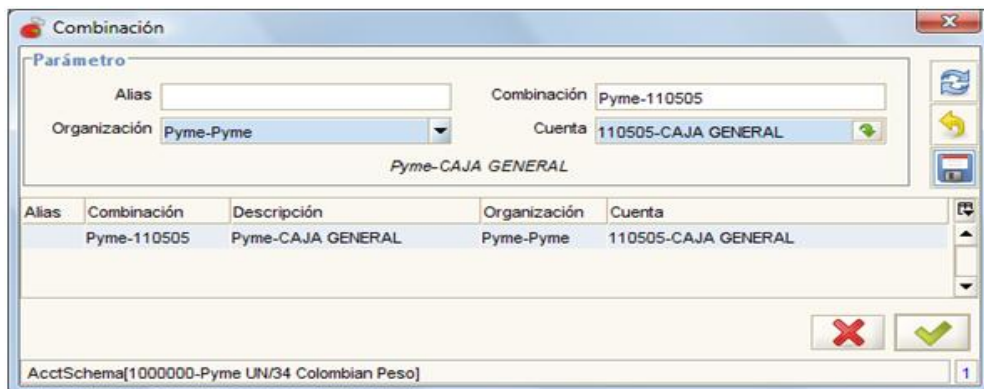 Combinación
Parámetro
Alias Combinación Pyme-110505
Organización Pyme-Pyme Cuenta 110505-CAJA GENERAL
Pyme-CAJA GENERAL
Alias Combinación Descripción Organización Cuenta
Pyme-110505 Pyme-CAJA GENERAL Pyme-Pyme 110505-CAJA GENERAL
AcctSchema[1000000-Pyme UN/34 Colombian Peso] 1